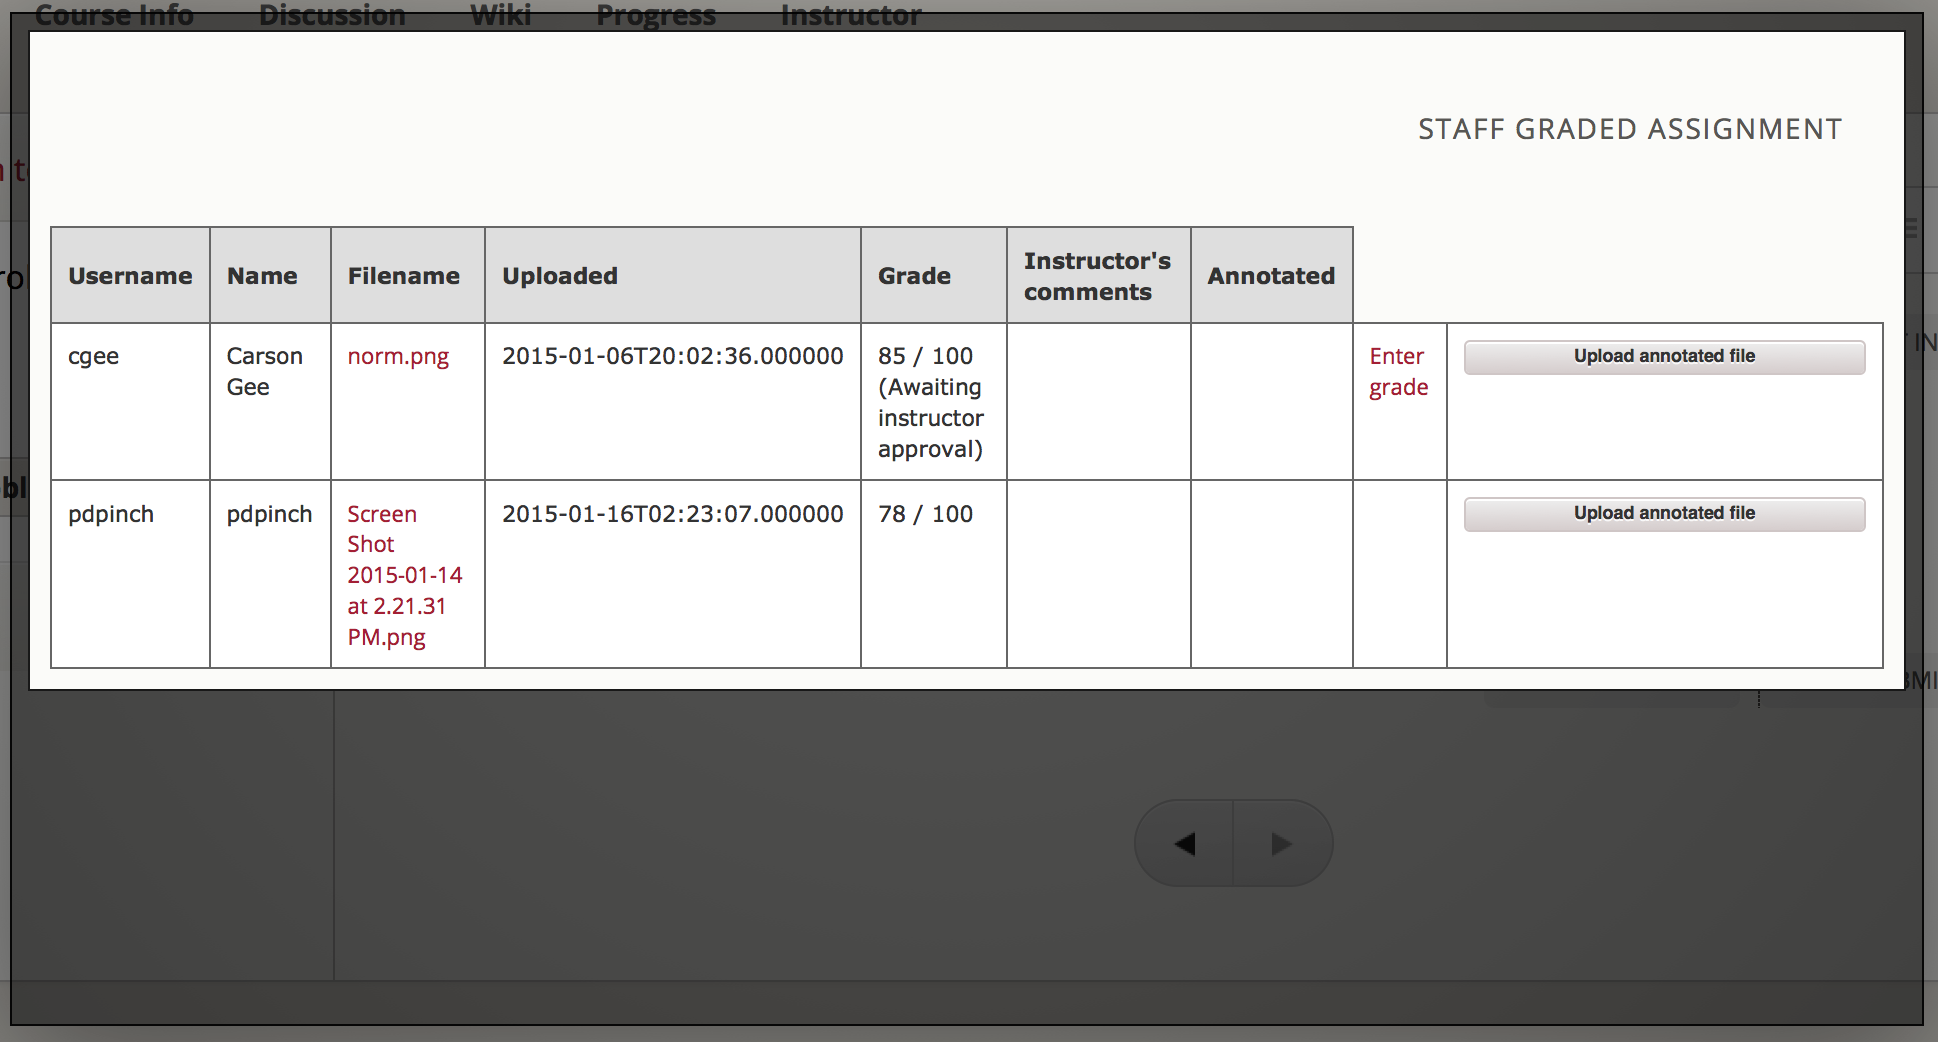 Course Info Discussion Wiki Progress Instructor
STAFF GRADED ASSIGNMENT
Username Name Filename Uploaded Grade Instructor's comments Annotated
cgee Carson Gee norm.png 2015-01-06T20:02:36.000000 85 / 100 (Awaiting instructor approval) Enter grade Upload annotated file
pdpinch pdpinch Screen Shot 2015-01-14 at 2.21.31 PM.png 2015-01-16T02:23:07.000000 78 / 100 Upload annotated file